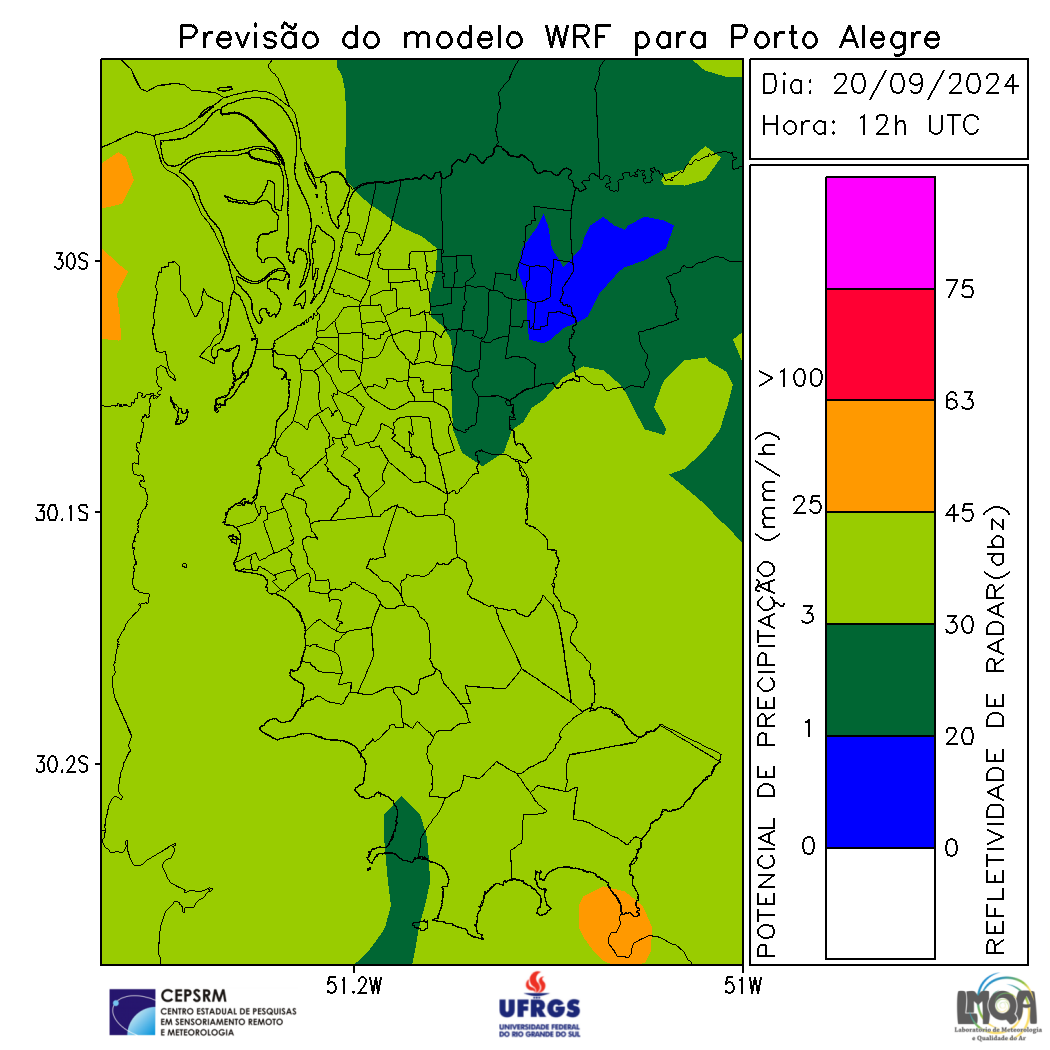 Previsão do modelo WRF para Porto Alegre
Dia: 20/09/2024
Hora: 12h UTC
30S
30.1S
30.2S
51.2W
51W
POTENCIAL DE PRECIPITAÇÃO (mm/h)
>100
25
3
1
0
75
63
45
30
20
0
REFLETIVIDADE DE RADAR(dbz)
CEPSRM
CENTRO ESTADUAL DE PESQUISAS
EM SENSORIAMENTO REMOTO
E METEOROLOGIA
UFRGS
UNIVERSIDADE FEDERAL
DO RIO GRANDE DO SUL
LMQA
Laboratório de Meteorologia
e Qualidade do Ar